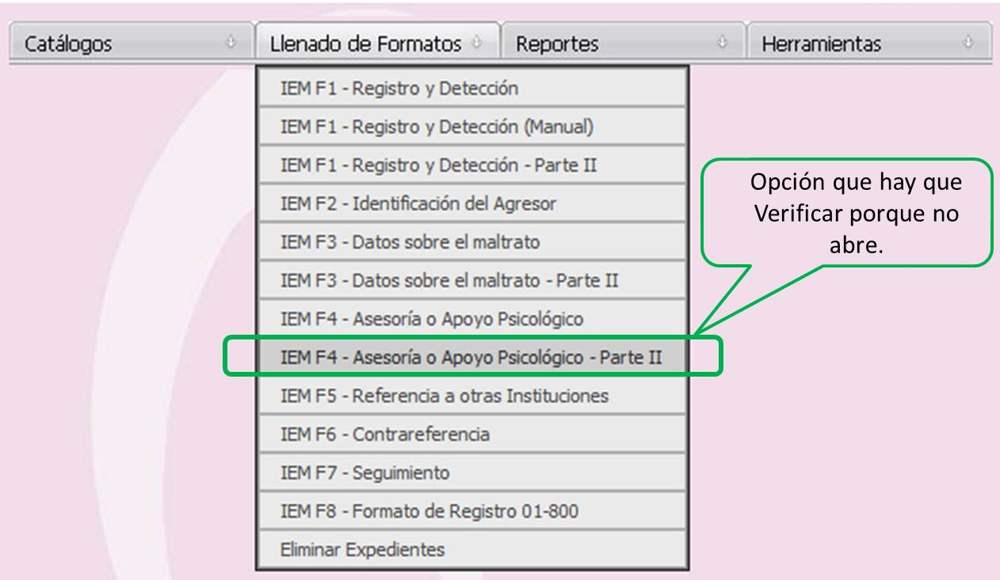 Catálogos
Llenado de Formatos
Reportes
Herramientas
IEM F1 - Registro y Detección
IEM F1 - Registro y Detección (Manual)
IEM F1 - Registro y Detección - Parte II
IEM F2 - Identificación del Agresor
IEM F3 - Datos sobre el maltrato
IEM F3 - Datos sobre el maltrato - Parte II
IEM F4 - Asesoría o Apoyo Psicológico
IEM F4 - Asesoría o Apoyo Psicológico - Parte II
IEM F5 - Referencia a otras Instituciones
IEM F6 - Contrareferencia
IEM F7 - Seguimiento
IEM F8 - Formato de Registro 01-800
Eliminar Expedientes
Opción que hay que
Verificar porque no
abre.